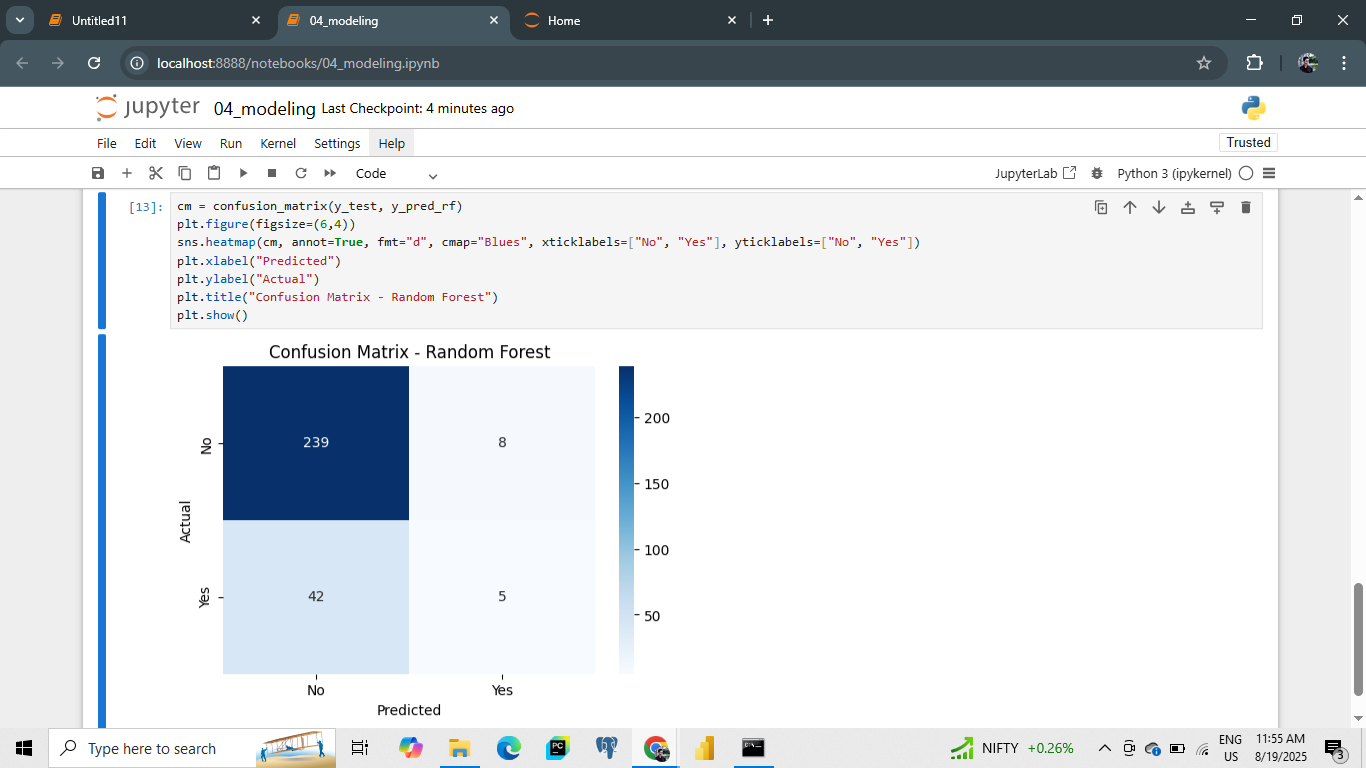 Untitled11
04_modeling
Home
localhost:8888/notebooks/04_modeling.ipynb
jupyter 04_modeling Last Checkpoint: 4 minutes ago
File Edit View Run Kernel Settings Help
Trusted
Code
JupyterLab
Python 3 (ipykernel)
[13]:
cm = confusion_matrix(y_test, y_pred_rf)
plt.figure(figsize=(6,4))
sns.heatmap(cm, annot=True, fmt="d", cmap="Blues", xticklabels=["No", "Yes"], yticklabels=["No", "Yes"])
plt.xlabel("Predicted")
plt.ylabel("Actual")
plt.title("Confusion Matrix - Random Forest")
plt.show()
Confusion Matrix - Random Forest
239 8
42 5
No
Yes
Actual
No Yes
Predicted
200
150
100
50
Type here to search
PC
NIFTY +0.26%
ENG
US
11:55 AM
8/19/2025
3